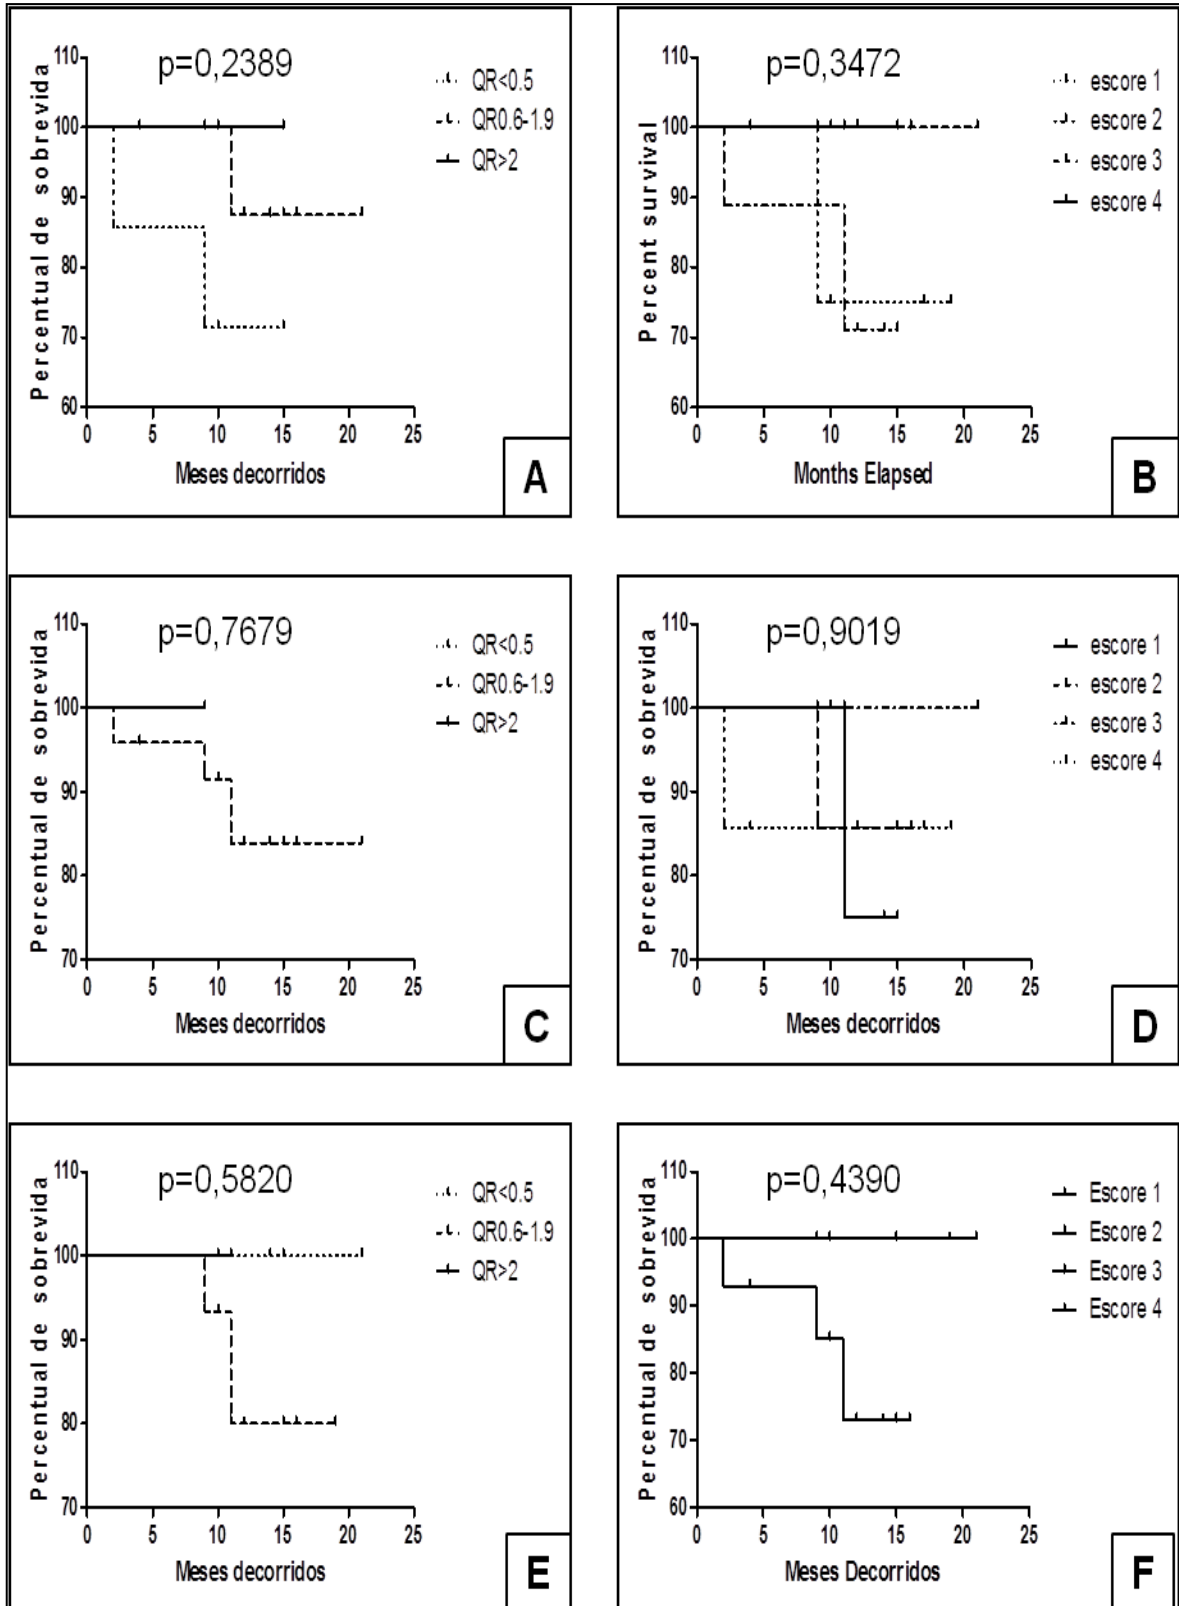 p=0,2389
110
100
90
80
70
60
Percentual de sobrevida
0 5 10 15 20 25
Meses decorridos
QR<0.5
QR0.6-1.9
QR>2
A
p=0,3472
110
100
90
80
70
60
Percent survival
0 5 10 15 20 25
Months Elapsed
escore 1
escore 2
escore 3
escore 4
B
p=0,7679
110
100
90
80
70
Percentual de sobrevida
0 5 10 15 20 25
Meses decorridos
QR<0.5
QR0.6-1.9
QR>2
C
p=0,9019
110
100
90
80
70
Percentual de sobrevida
0 5 10 15 20 25
Meses decorridos
escore 1
escore 2
escore 3
escore 4
D
p=0,5820
110
100
90
80
70
Percentual de sobrevida
0 5 10 15 20 25
Meses decorridos
QR<0.5
QR0.6-1.9
QR>2
E
p=0,4390
110
100
90
80
70
60
Percentual de sobrevida
0 5 10 15 20 25
Meses Decorridos
Escore 1
Escore 2
Escore 3
Escore 4
F